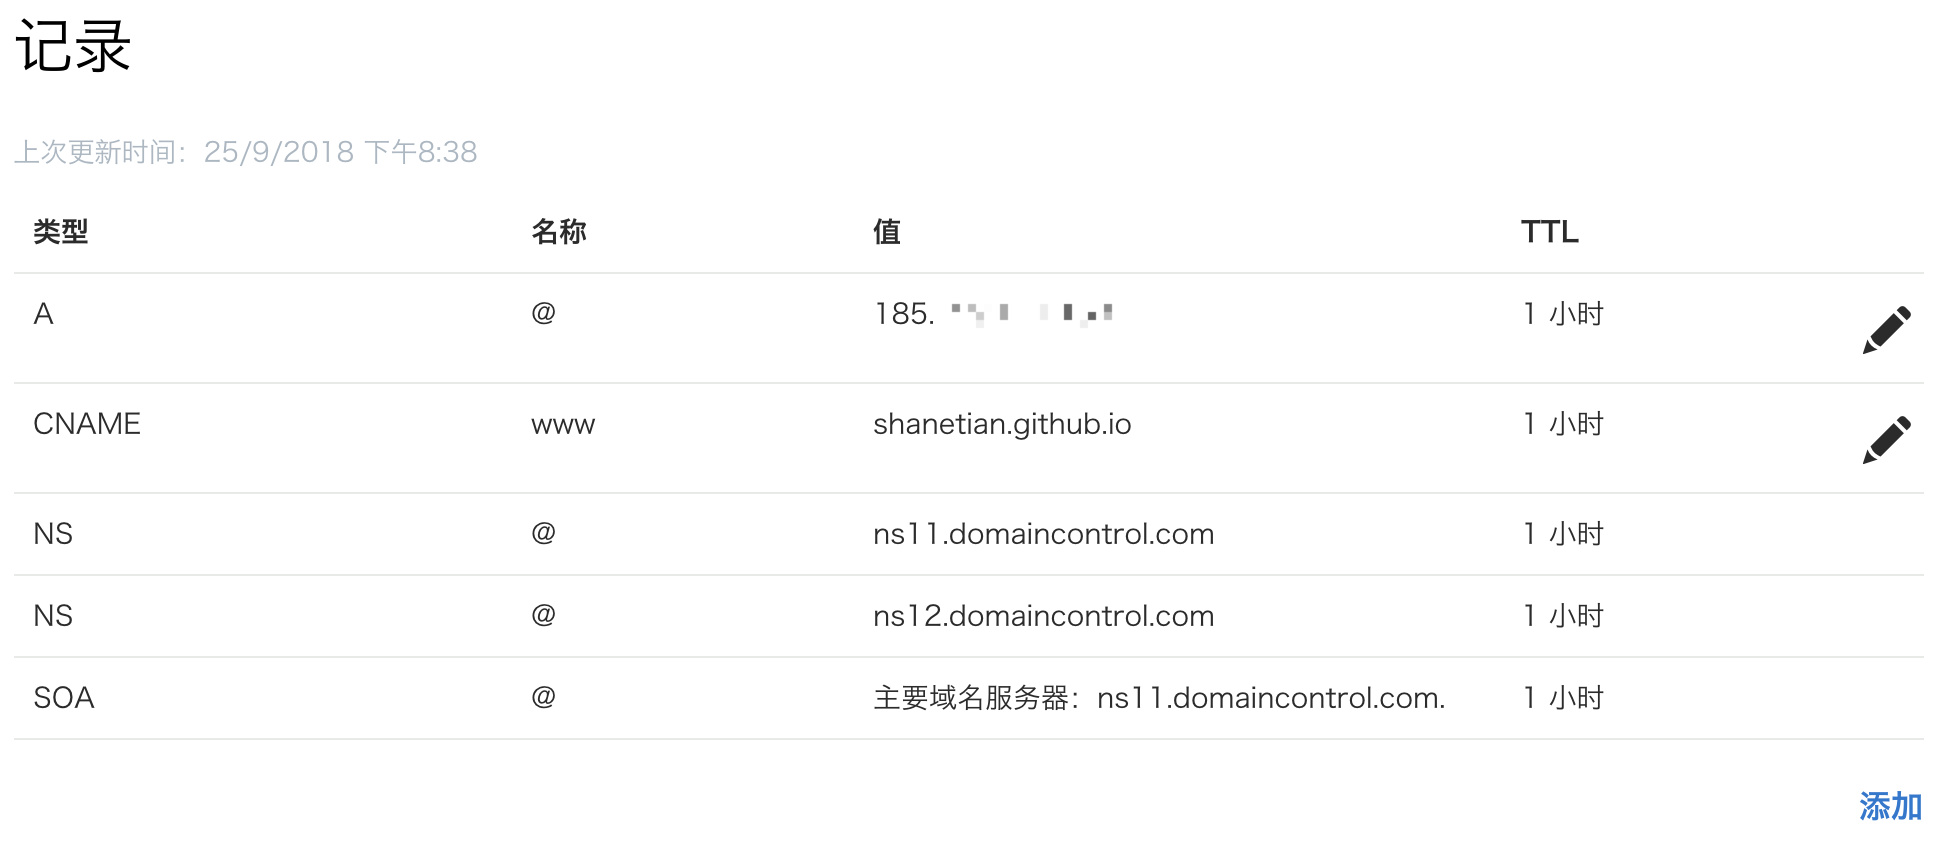 记录
上次更新时间：25/9/2018 下午8:38
类型 名称 值 TTL
A @ 185. 1 小时
CNAME www shanetian.github.io 1 小时
NS @ ns11.domaincontrol.com 1 小时
NS @ ns12.domaincontrol.com 1 小时
SOA @ 主要域名服务器：ns11.domaincontrol.com. 1 小时
添加